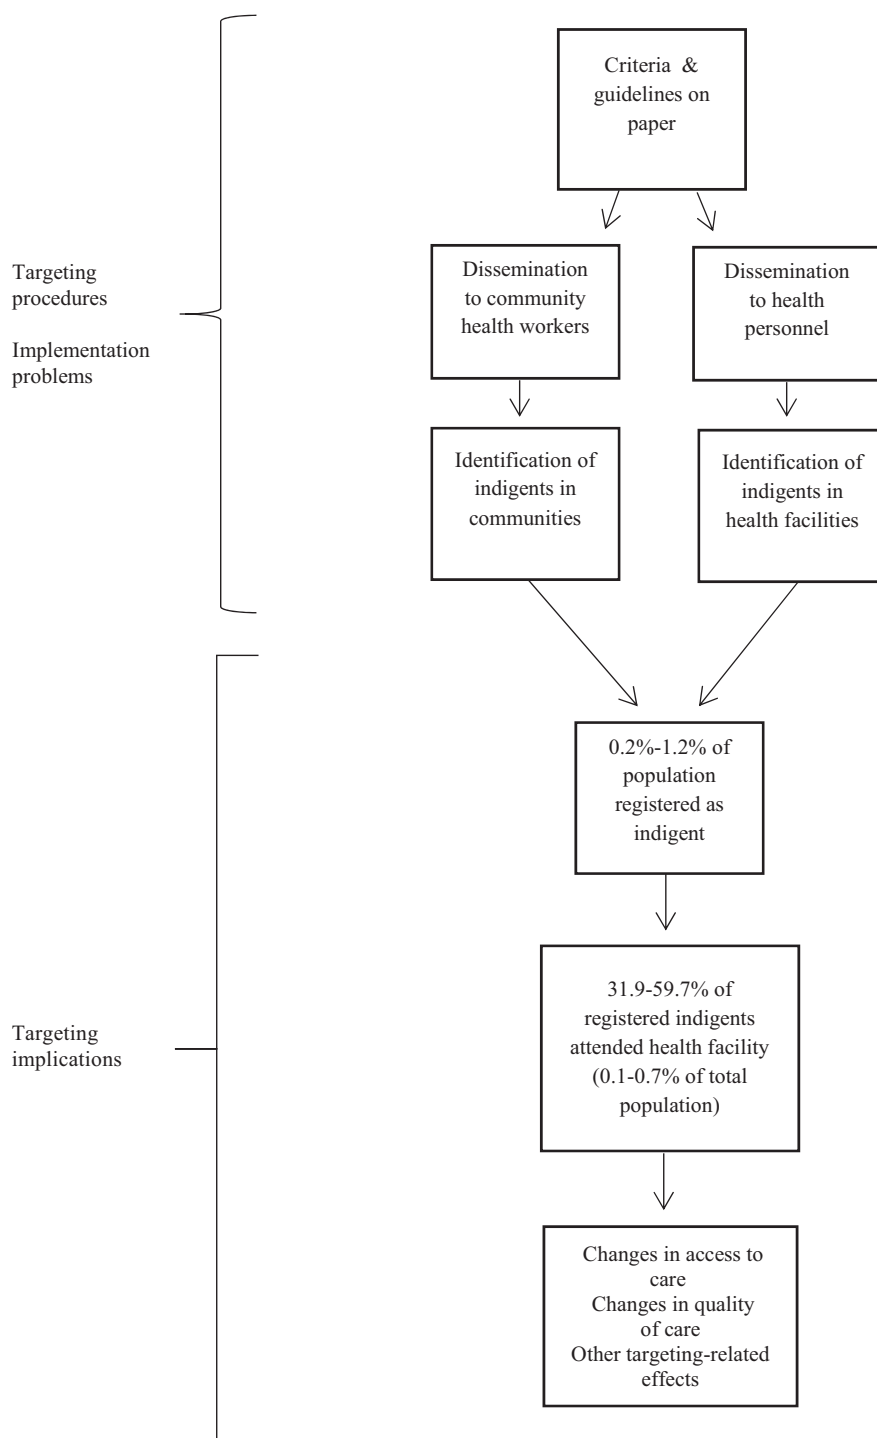 Criteria &
guidelines on
paper
Targeting
procedures
Implementation
problems
Dissemination
to community
health workers
Dissemination
to health
personnel
Identification of
indigents in
communities
Identification of
indigents in
health facilities
0.2%-1.2% of
population
registered as
indigent
Targeting
implications
31.9-59.7% of
registered indigents
attended health facility
(0.1-0.7% of total
population)
Changes in access to
care
Changes in quality
of care
Other targeting-related
effects